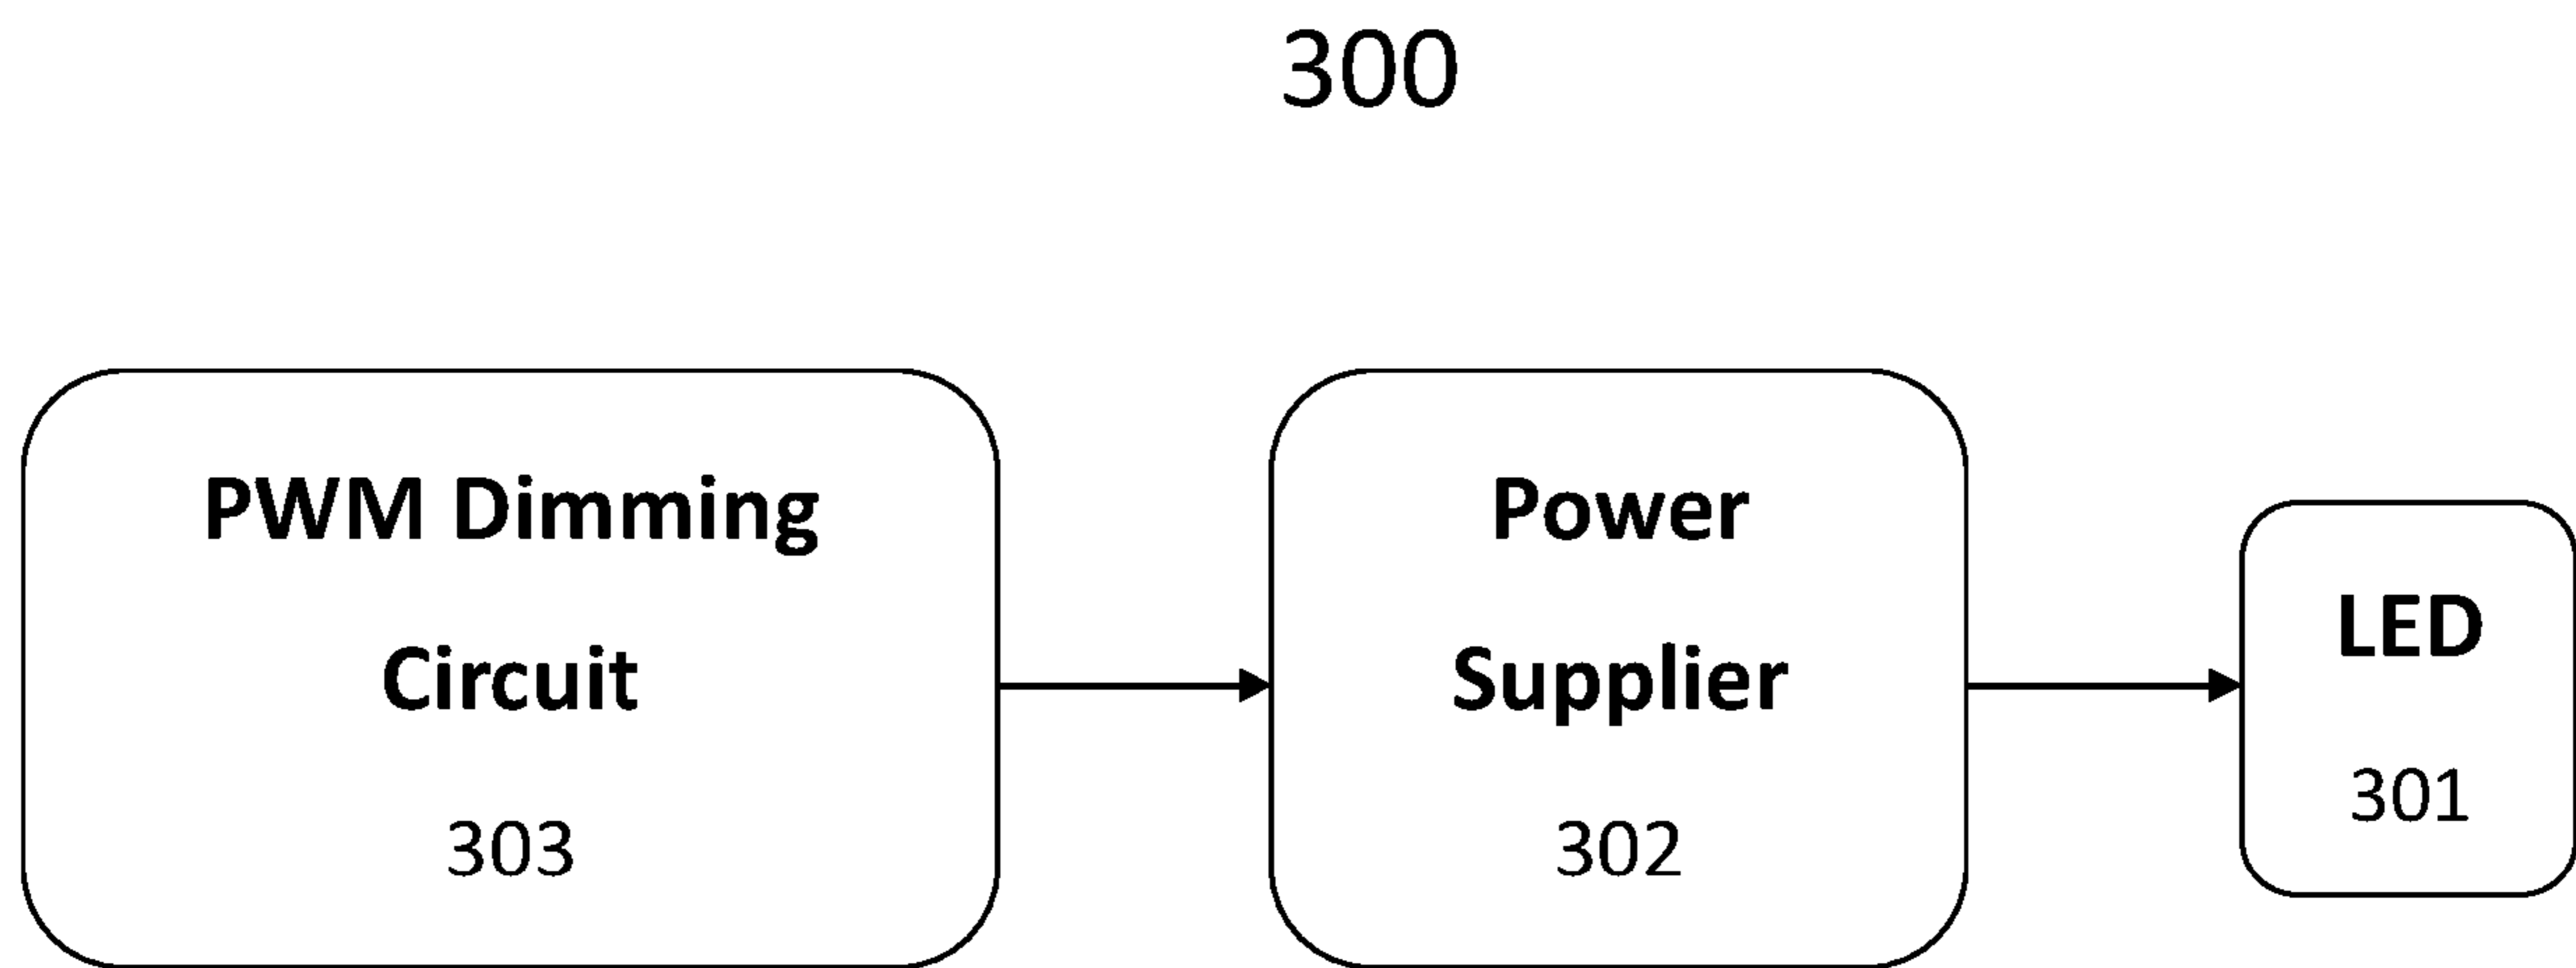 300
PWM Dimming
Circuit
303
Power
Supplier
302
LED
301